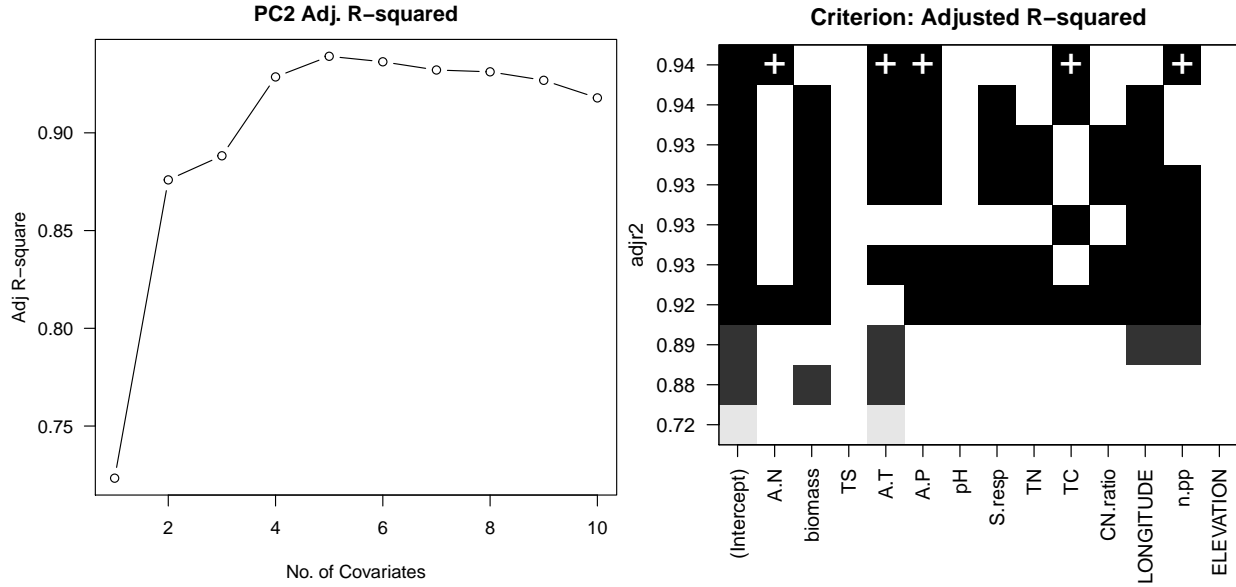 PC2 Adj. R−squared
Adj R−square
0.90
0.85
0.80
0.75
2
4
6
8
10
No. of Covariates
Criterion: Adjusted R−squared
adjr2
0.94
0.94
0.93
0.93
0.93
0.93
0.92
0.89
0.88
0.72
+ + + + +
(Intercept)
A.N
biomass
TS
A.T
A.P
pH
S.resp
TN
TC
CN.ratio
LONGITUDE
n.pp
ELEVATION